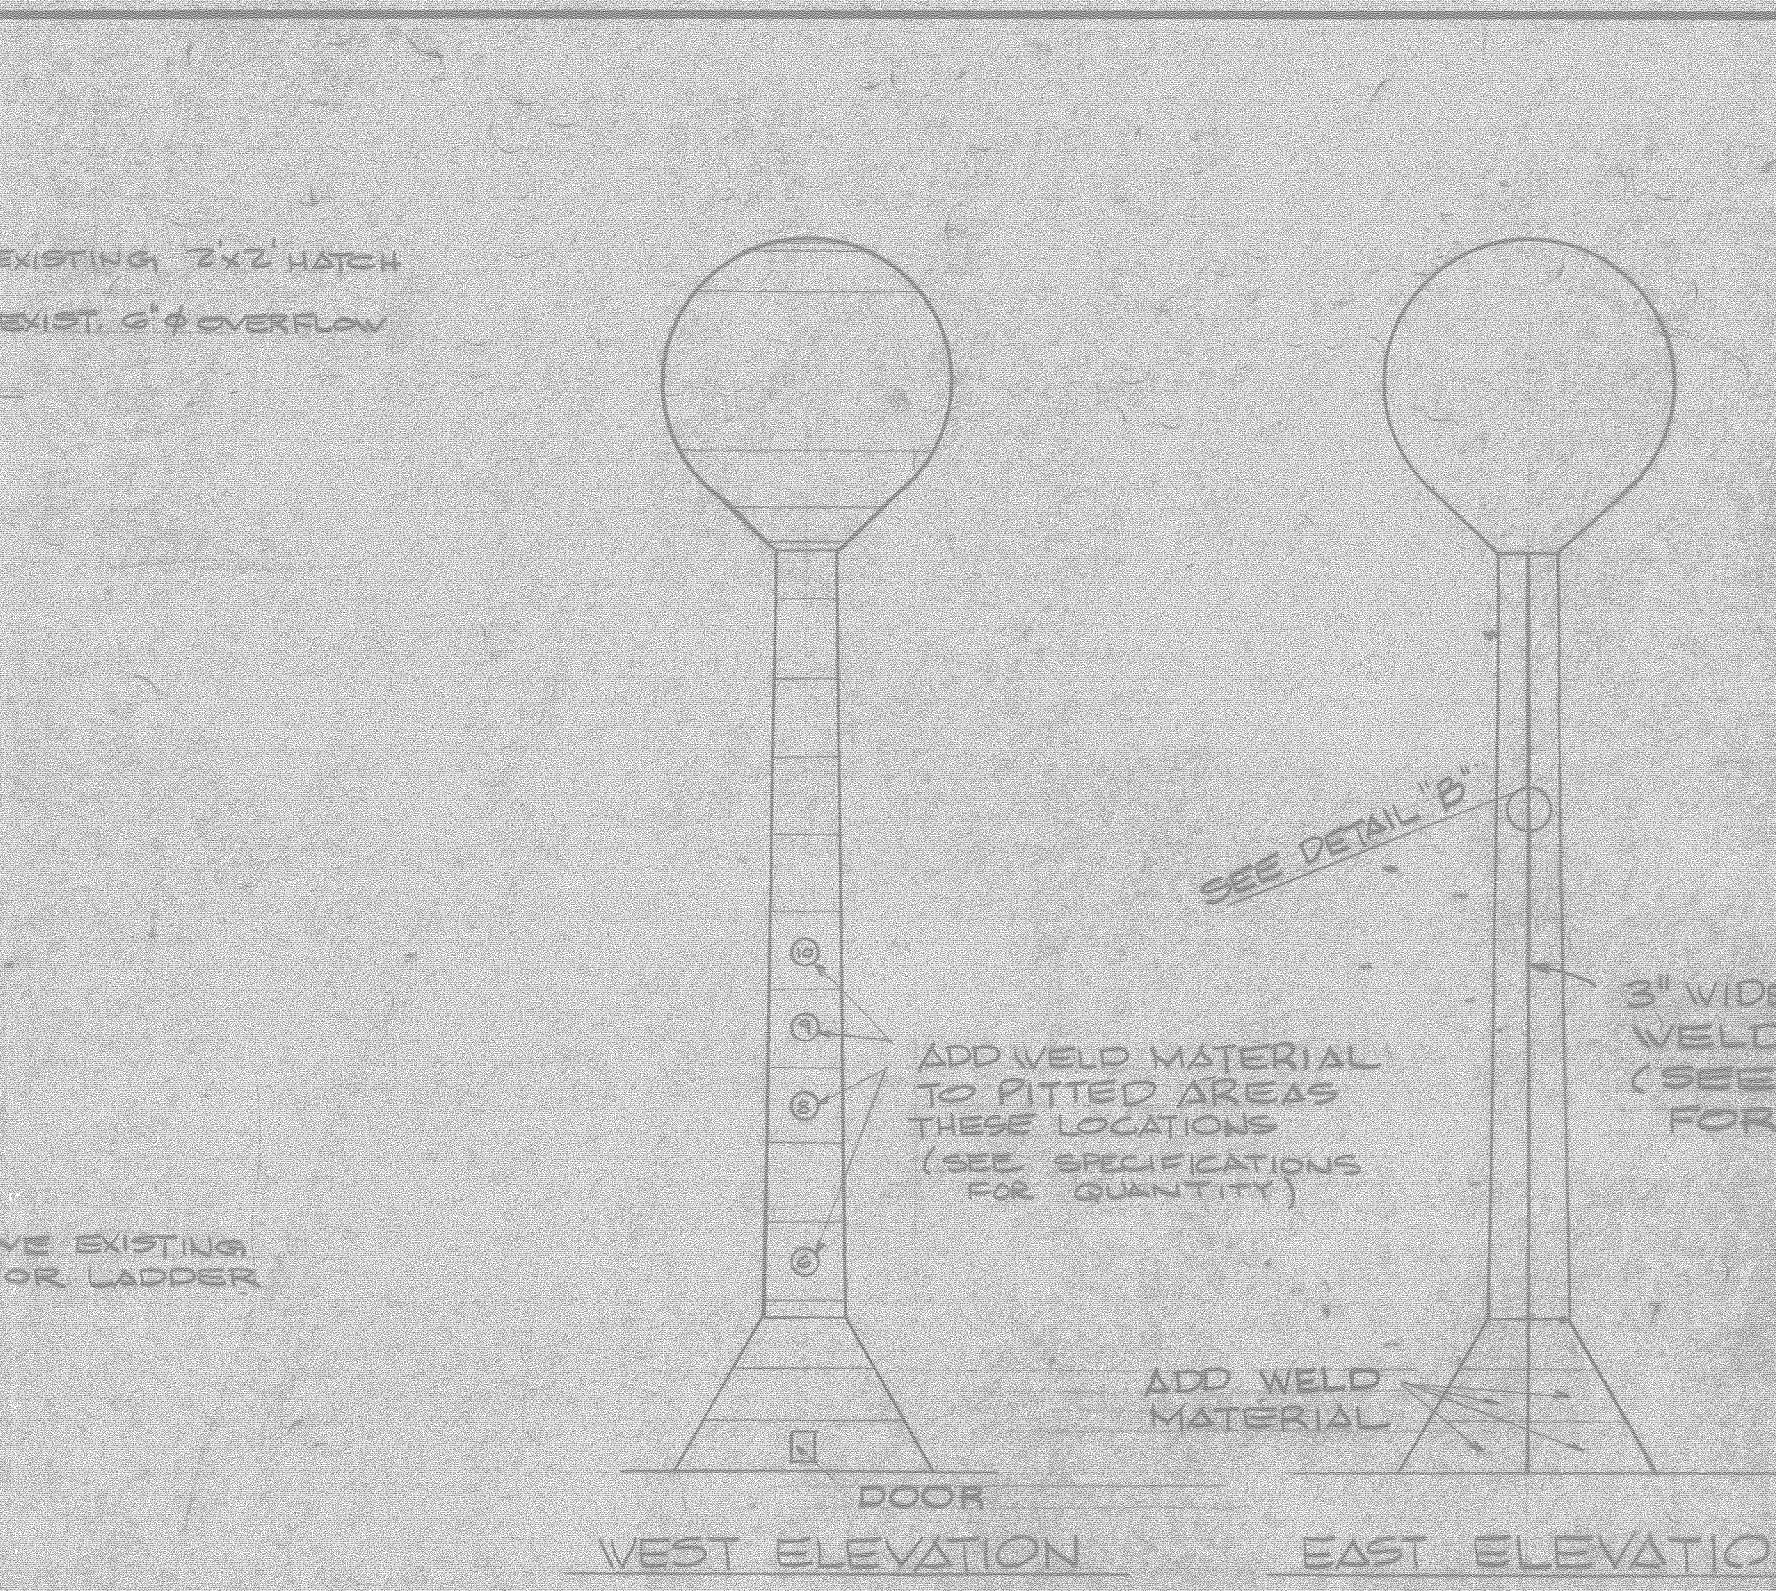 EXISTING 2'x2' HATCH
EXIST. 6"ϕ OVERFLOW
SEE DETAIL "B"
10
9
8
6
ADD WELD MATERIAL
TO PITTED AREAS
THESE LOCATIONS
(SEE SPECIFICATIONS
FOR QUANTITY)
3" WIDE
WELD
(SEE
FOR
VE EXISTING
OR LADDER
ADD WELD
MATERIAL
DOOR
WEST ELEVATION
EAST ELEVATIO